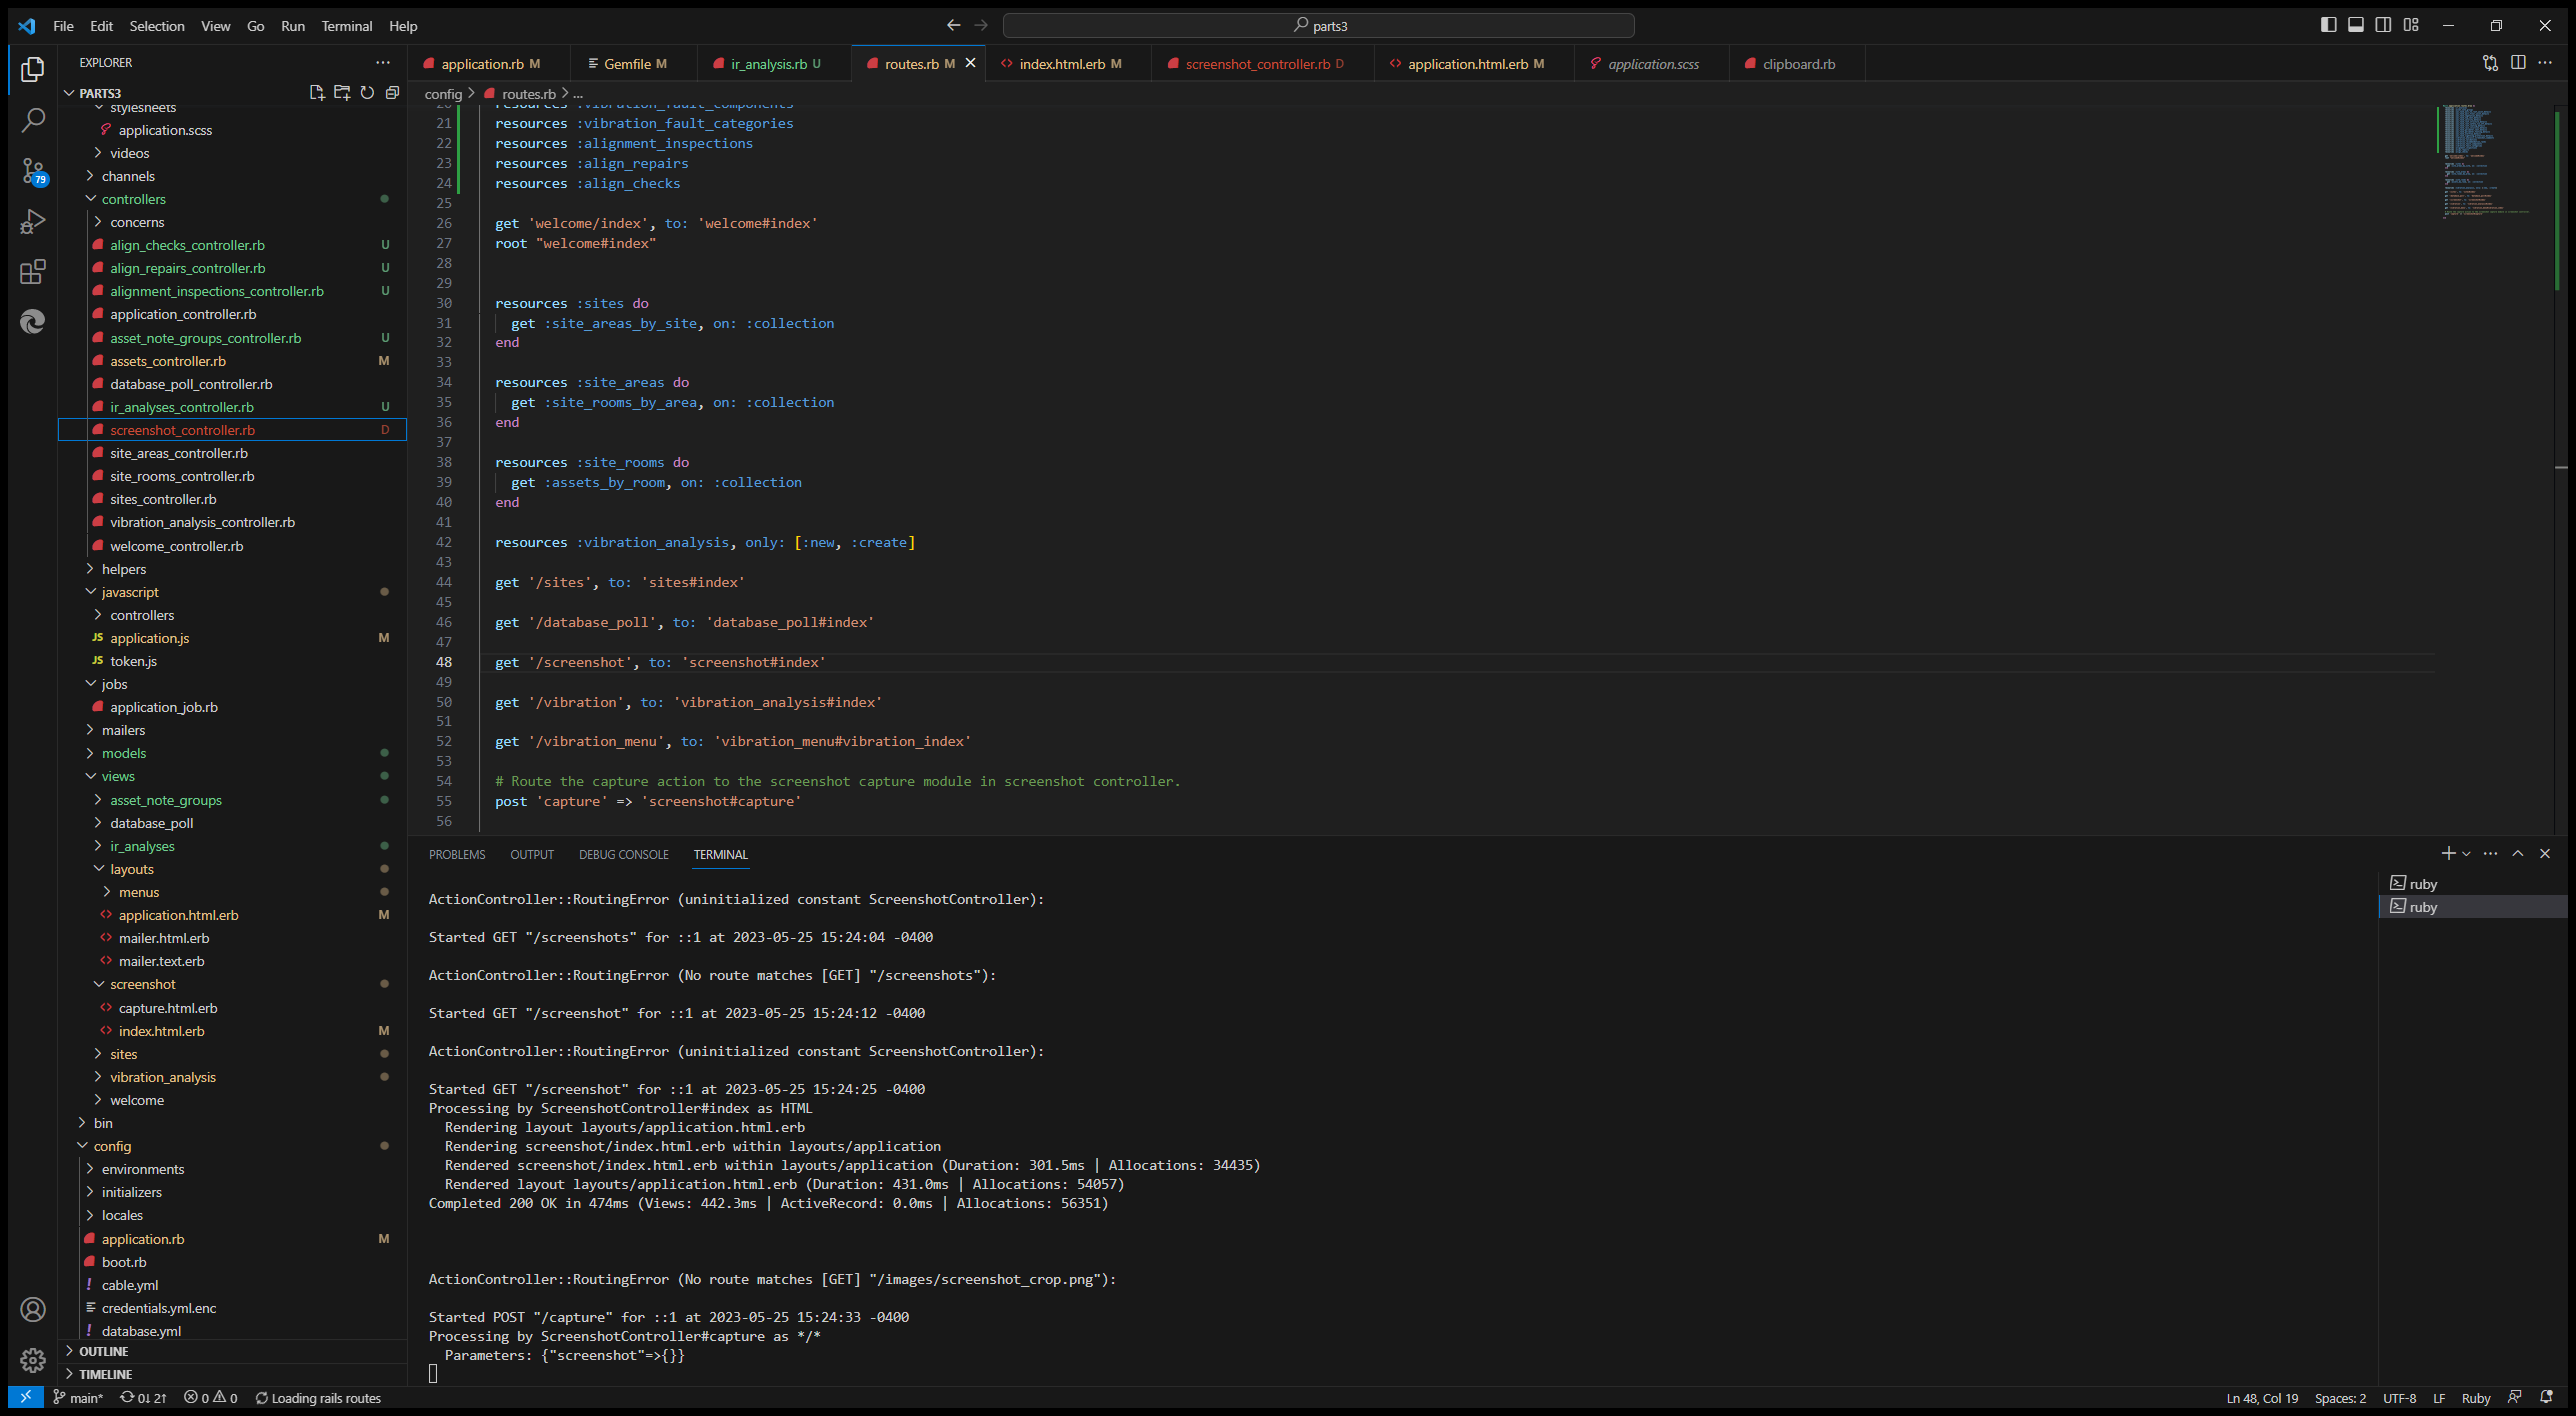 File Edit Selection View Go Run Terminal Help
parts3
EXPLORER
PARTS3
stylesheets
application.scss
videos
channels
controllers
concerns
align_checks_controller.rb U
align_repairs_controller.rb U
alignment_inspections_controller.rb U
application_controller.rb
asset_note_groups_controller.rb U
assets_controller.rb M
database_poll_controller.rb
ir_analyses_controller.rb U
screenshot_controller.rb D
site_areas_controller.rb
site_rooms_controller.rb
sites_controller.rb
vibration_analysis_controller.rb
welcome_controller.rb
helpers
javascript
controllers
JS application.js M
JS token.js
jobs
application_job.rb
mailers
models
views
asset_note_groups
database_poll
ir_analyses
layouts
menus
application.html.erb M
mailer.html.erb
mailer.text.erb
screenshot
capture.html.erb
index.html.erb M
sites
vibration_analysis
welcome
bin
config
environments
initializers
locales
application.rb M
boot.rb
! cable.yml
credentials.yml.enc
! database.yml
OUTLINE
TIMELINE
79
application.rb M Gemfile M ir_analysis.rb U routes.rb M index.html.erb M screenshot_controller.rb D application.html.erb M application.scss clipboard.rb
config > routes.rb > ...
20 resources :vibration_fault_components
21 resources :vibration_fault_categories
22 resources :alignment_inspections
23 resources :align_repairs
24 resources :align_checks
25
26 get 'welcome/index', to: 'welcome#index'
27 root "welcome#index"
28
29
30 resources :sites do
31 get :site_areas_by_site, on: :collection
32 end
33
34 resources :site_areas do
35 get :site_rooms_by_area, on: :collection
36 end
37
38 resources :site_rooms do
39 get :assets_by_room, on: :collection
40 end
41
42 resources :vibration_analysis, only: [:new, :create]
43
44 get '/sites', to: 'sites#index'
45
46 get '/database_poll', to: 'database_poll#index'
47
48 get '/screenshot', to: 'screenshot#index'
49
50 get '/vibration', to: 'vibration_analysis#index'
51
52 get '/vibration_menu', to: 'vibration_menu#vibration_index'
53
54 # Route the capture action to the screenshot capture module in screenshot controller.
55 post 'capture' => 'screenshot#capture'
56
PROBLEMS OUTPUT DEBUG CONSOLE TERMINAL
ActionController::RoutingError (uninitialized constant ScreenshotController):
Started GET "/screenshots" for ::1 at 2023-05-25 15:24:04 -0400
ActionController::RoutingError (No route matches [GET] "/screenshots"):
Started GET "/screenshot" for ::1 at 2023-05-25 15:24:12 -0400
ActionController::RoutingError (uninitialized constant ScreenshotController):
Started GET "/screenshot" for ::1 at 2023-05-25 15:24:25 -0400
Processing by ScreenshotController#index as HTML
Rendering layout layouts/application.html.erb
Rendering screenshot/index.html.erb within layouts/application
Rendered screenshot/index.html.erb within layouts/application (Duration: 301.5ms | Allocations: 34435)
Rendered layout layouts/application.html.erb (Duration: 431.0ms | Allocations: 54057)
Completed 200 OK in 474ms (Views: 442.3ms | ActiveRecord: 0.0ms | Allocations: 56351)
ActionController::RoutingError (No route matches [GET] "/images/screenshot_crop.png"):
Started POST "/capture" for ::1 at 2023-05-25 15:24:33 -0400
Processing by ScreenshotController#capture as */*
Parameters: {"screenshot"=>{}}
ruby
ruby
main* 0↓ 2↑ 0 0 Loading rails routes
Ln 48, Col 19 Spaces: 2 UTF-8 LF Ruby